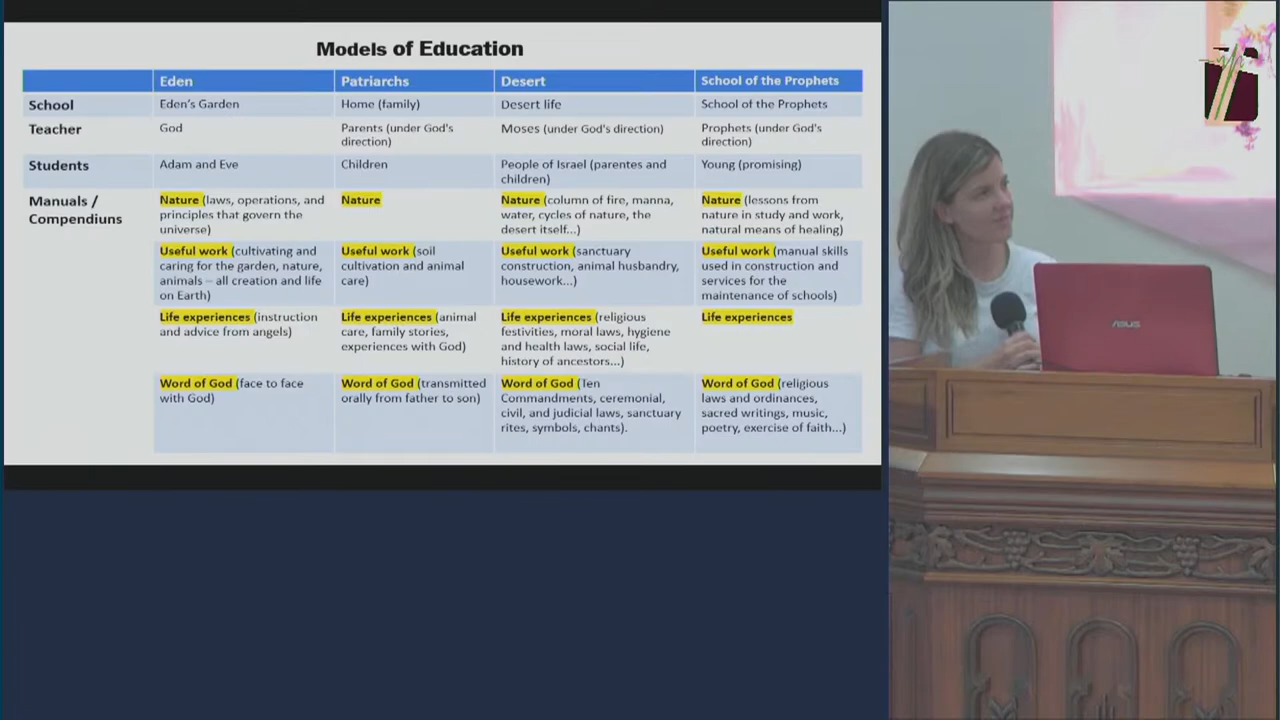 Models of Education
Eden Patriarchs Desert School of the Prophets
School Eden's Garden Home (family) Desert life School of the Prophets
Teacher God Parents (under God's direction) Moses (under God's direction) Prophets (under God's direction)
Students Adam and Eve Children People of Israel (parentes and children) Young (promising)
Manuals / Compendiuns
Nature (laws, operations, and
principles that govern the
universe)
Nature
Nature (column of fire, manna,
water, cycles of nature, the
desert itself...)
Nature (lessons from
nature in study and work,
natural means of healing)
Useful work (cultivating and
caring for the garden, nature,
animals – all creation and life
on Earth)
Useful work (soil
cultivation and animal
care)
Useful work (sanctuary
construction, animal husbandry,
housework...)
Useful work (manual skills
used in construction and
services for the
maintenance of schools)
Life experiences (instruction
and advice from angels)
Life experiences (animal
care, family stories,
experiences with God)
Life experiences (religious
festivities, moral laws, hygiene
and health laws, social life,
history of ancestors...)
Life experiences
Word of God (face to face
with God)
Word of God (transmitted
orally from father to son)
Word of God (Ten
Commandments, ceremonial,
civil, and judicial laws, sanctuary
rites, symbols, chants).
Word of God (religious
laws and ordinances,
sacred writings, music,
poetry, exercise of faith...)
ASUS